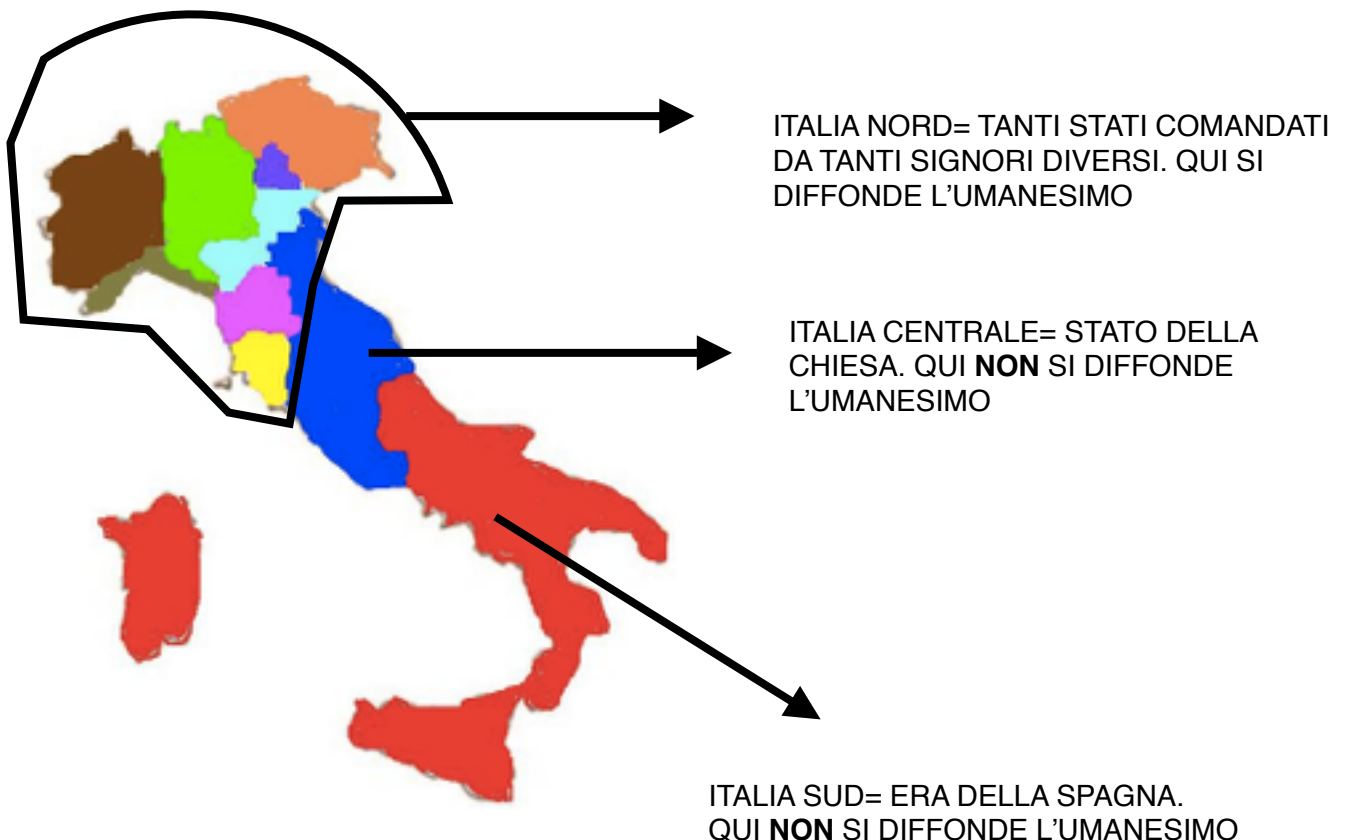 ITALIA NORD= TANTI STATI COMANDATI
DA TANTI SIGNORI DIVERSI. QUI SI
DIFFONDE L'UMANESIMO
ITALIA CENTRALE= STATO DELLA
CHIESA. QUI NON SI DIFFONDE
L'UMANESIMO
ITALIA SUD= ERA DELLA SPAGNA.
QUI NON SI DIFFONDE L'UMANESIMO